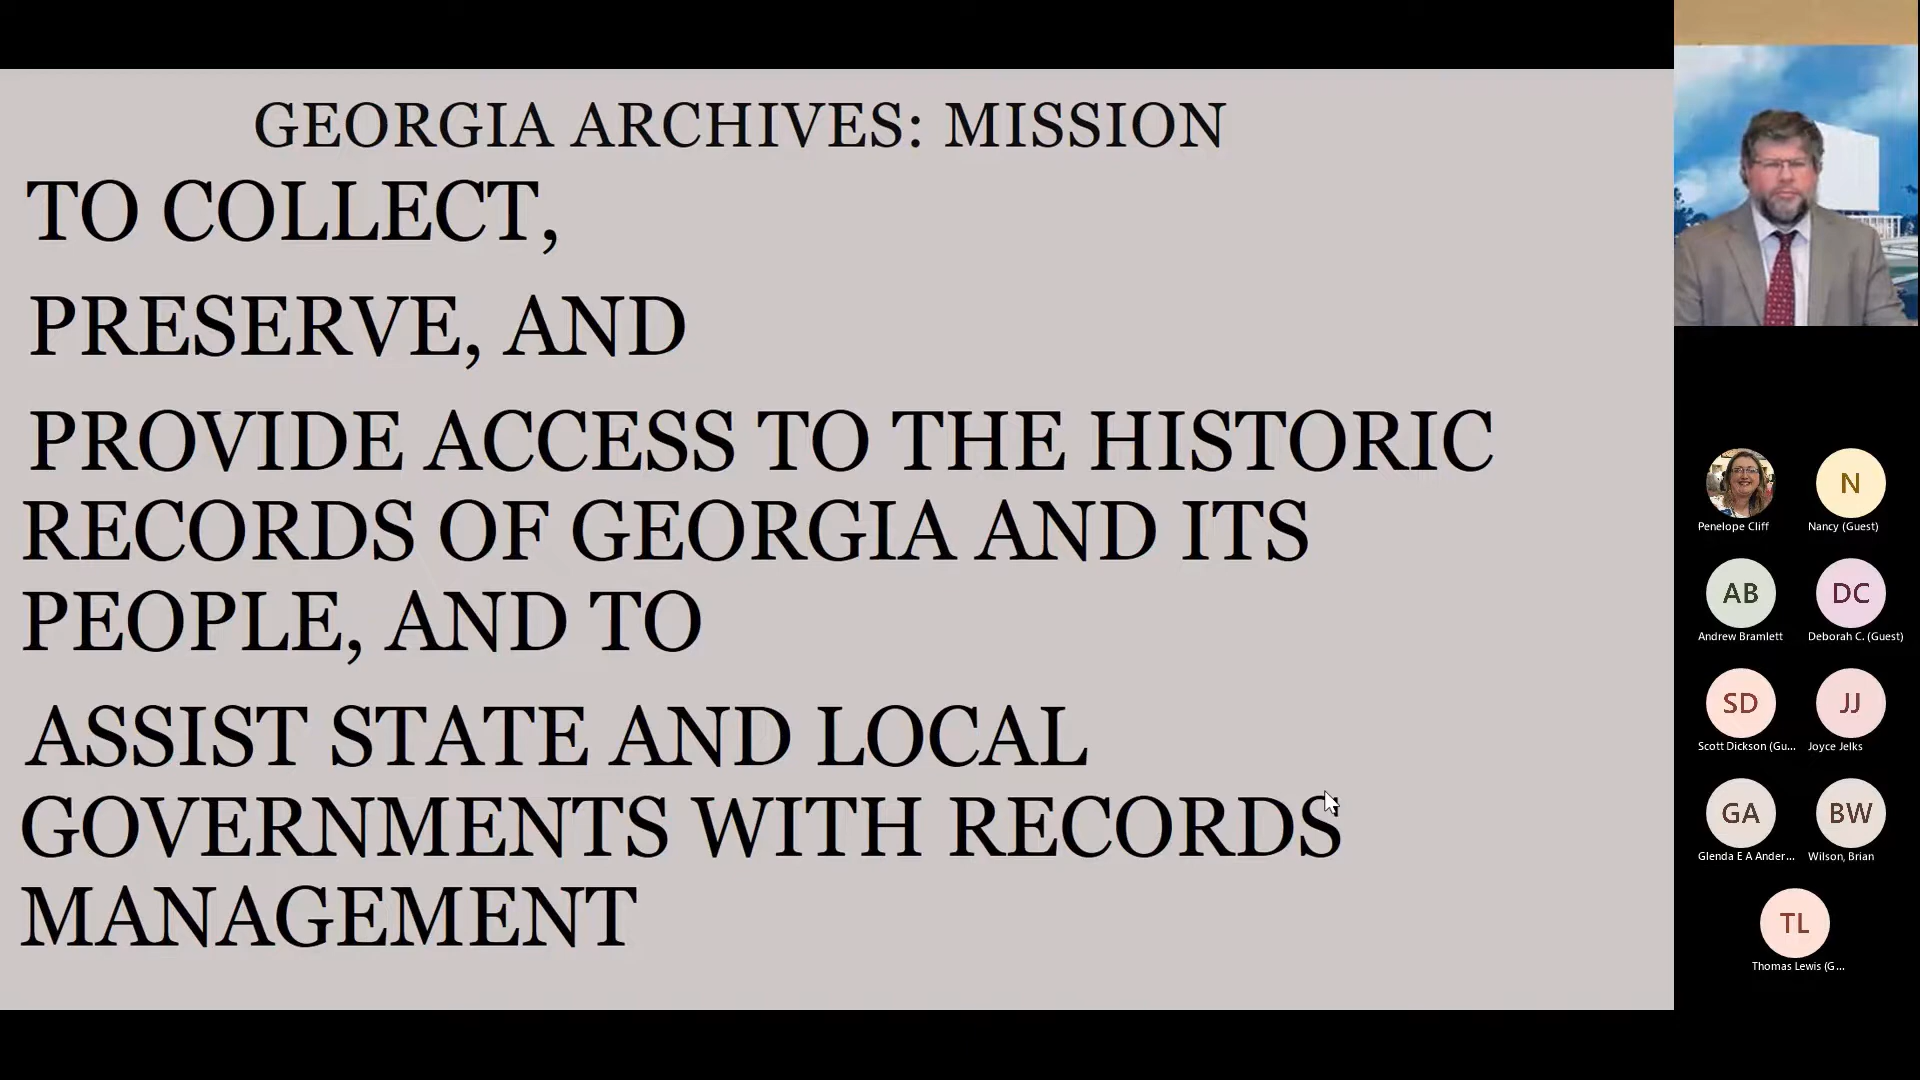 GEORGIA ARCHIVES: MISSION
TO COLLECT,
PRESERVE, AND
PROVIDE ACCESS TO THE HISTORIC
RECORDS OF GEORGIA AND ITS
PEOPLE, AND TO
ASSIST STATE AND LOCAL
GOVERNMENTS WITH RECORDS
MANAGEMENT
Penelope Cliff
N
Nancy (Guest)
AB
Andrew Bramlett
DC
Deborah C. (Guest)
SD
Scott Dickson (Gu...
JJ
Joyce Jelks
GA
Glenda E A Ander...
BW
Wilson, Brian
TL
Thomas Lewis (G...